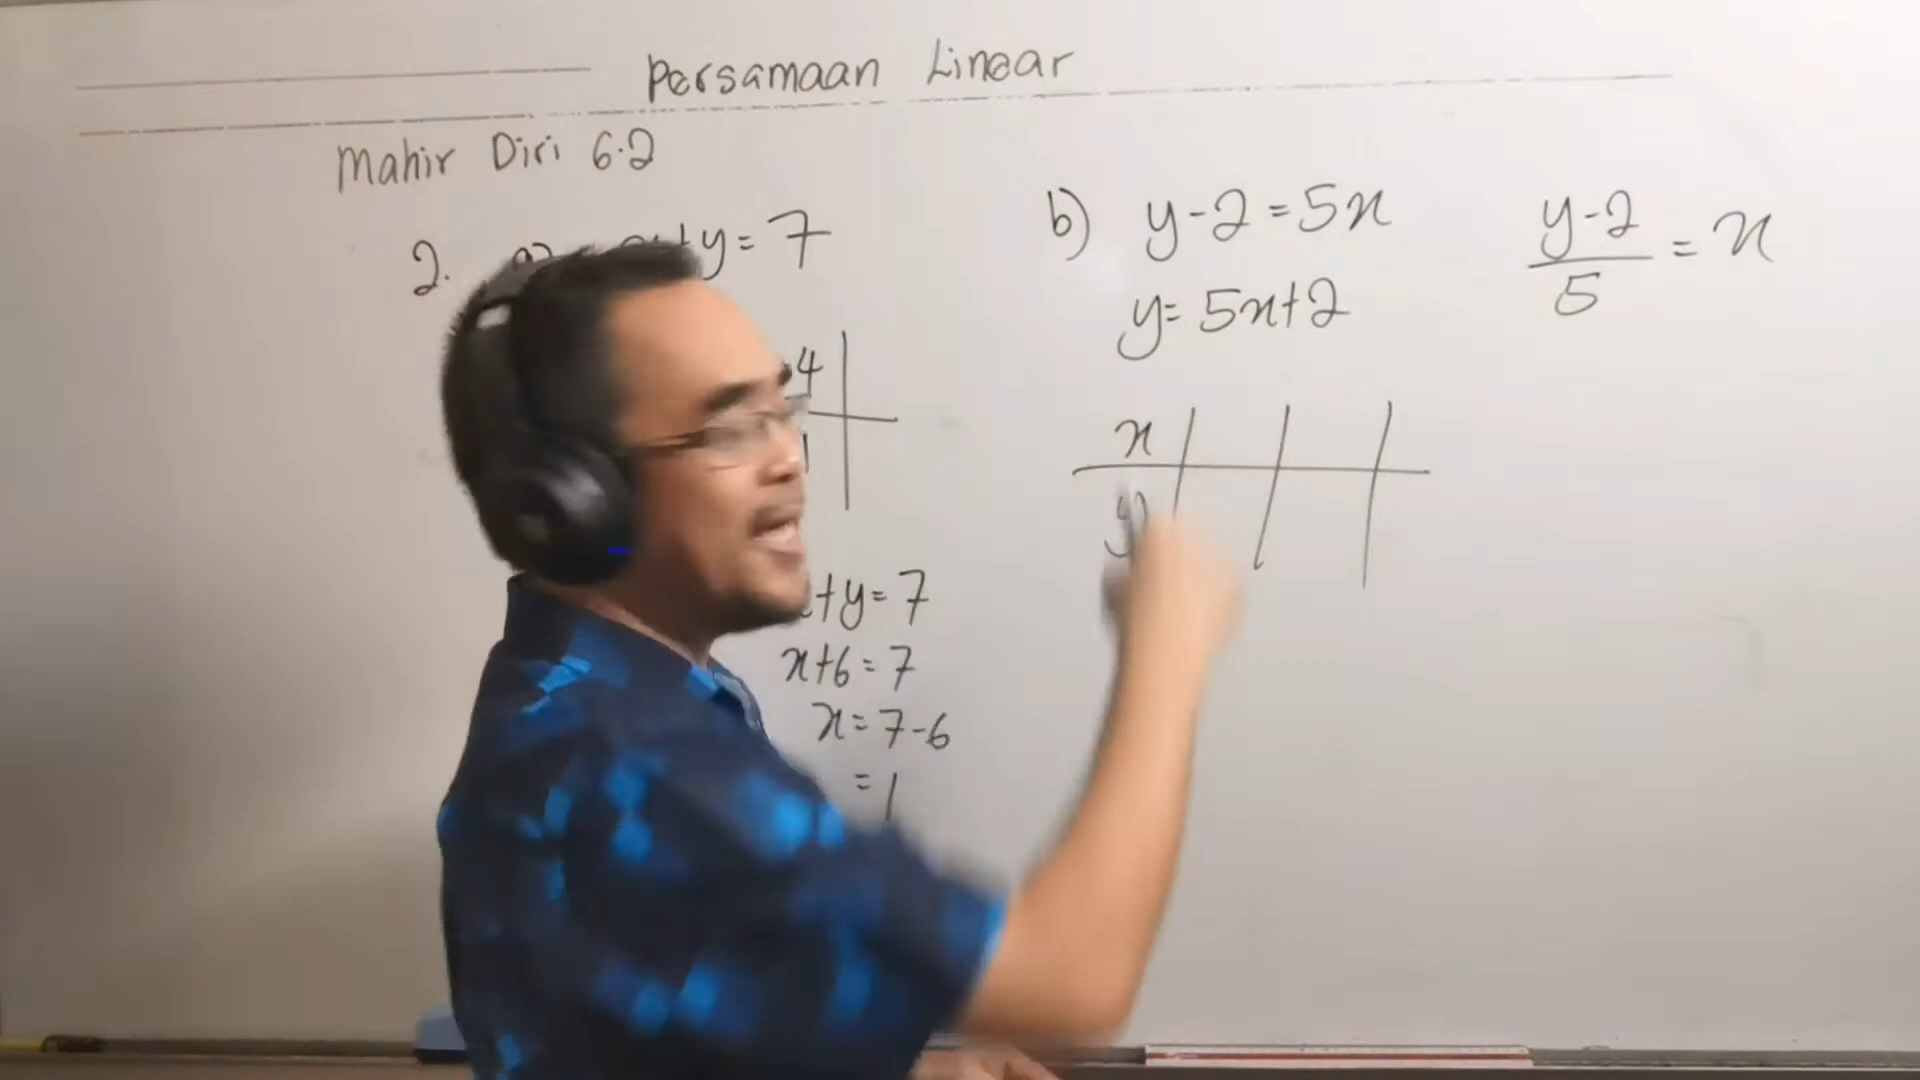 Persamaan Linear
Mahir Diri 6.2
2. y = 7
4
+y = 7
x+6 = 7
x = 7-6
= 1
b) y-2 = 5x
y = 5x+2
x
y
y-2
5
= x